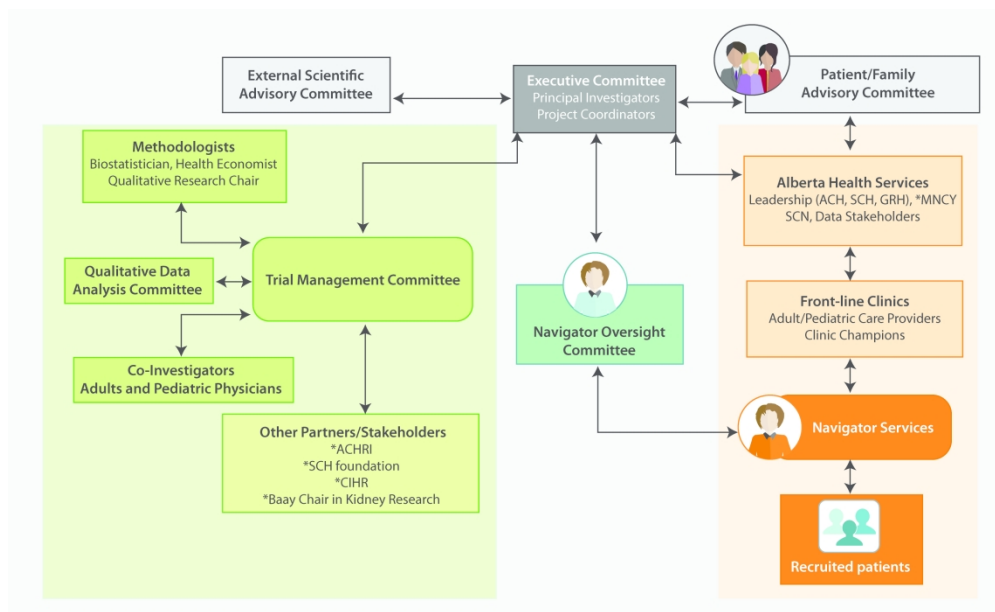 External Scientific
Advisory Committee
Executive Committee
Principal Investigators
Project Coordinators
Patient/Family
Advisory Committee
Methodologists
Biostatistician, Health Economist
Qualitative Research Chair
Trial Management Committee
Qualitative Data
Analysis Committee
Co-Investigators
Adults and Pediatric Physicians
Other Partners/Stakeholders
*ACHRI
*SCH foundation
*CIHR
*Baay Chair in Kidney Research
Navigator Oversight
Committee
Alberta Health Services
Leadership (ACH, SCH, GRH), *MNCY
SCN, Data Stakeholders
Front-line Clinics
Adult/Pediatric Care Providers
Clinic Champions
Navigator Services
Recruited patients